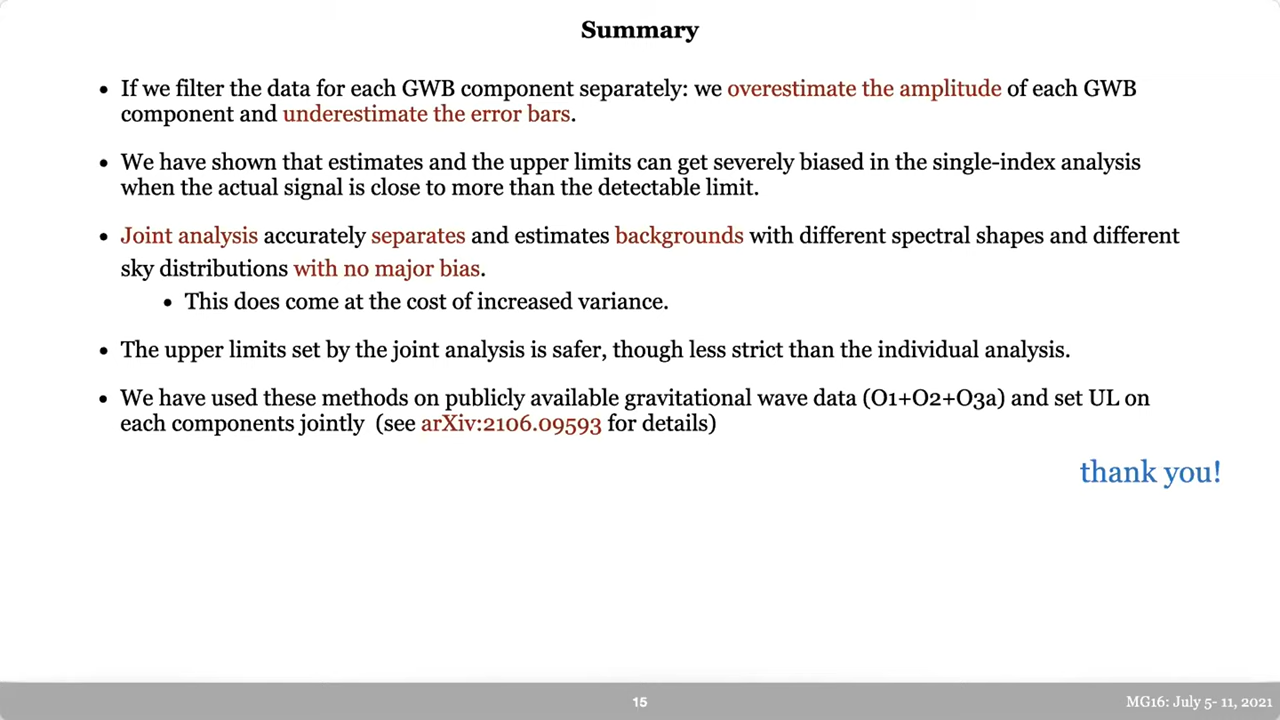 Summary
• If we filter the data for each GWB component separately: we overestimate the amplitude of each GWB
component and underestimate the error bars.
• We have shown that estimates and the upper limits can get severely biased in the single-index analysis
when the actual signal is close to more than the detectable limit.
• Joint analysis accurately separates and estimates backgrounds with different spectral shapes and different
sky distributions with no major bias.
• This does come at the cost of increased variance.
• The upper limits set by the joint analysis is safer, though less strict than the individual analysis.
• We have used these methods on publicly available gravitational wave data (O1+O2+O3a) and set UL on
each components jointly (see arXiv:2106.09593 for details)
thank you!
15
MG16: July 5- 11, 2021